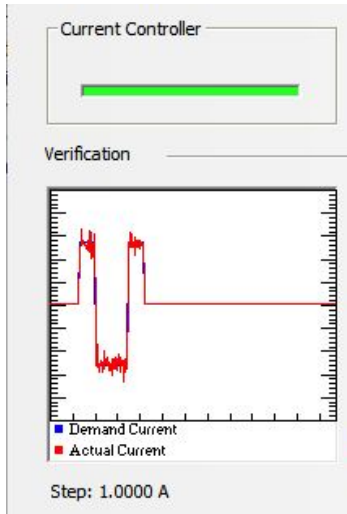 Current Controller
Verification
Demand Current
Actual Current
Step: 1.0000 A